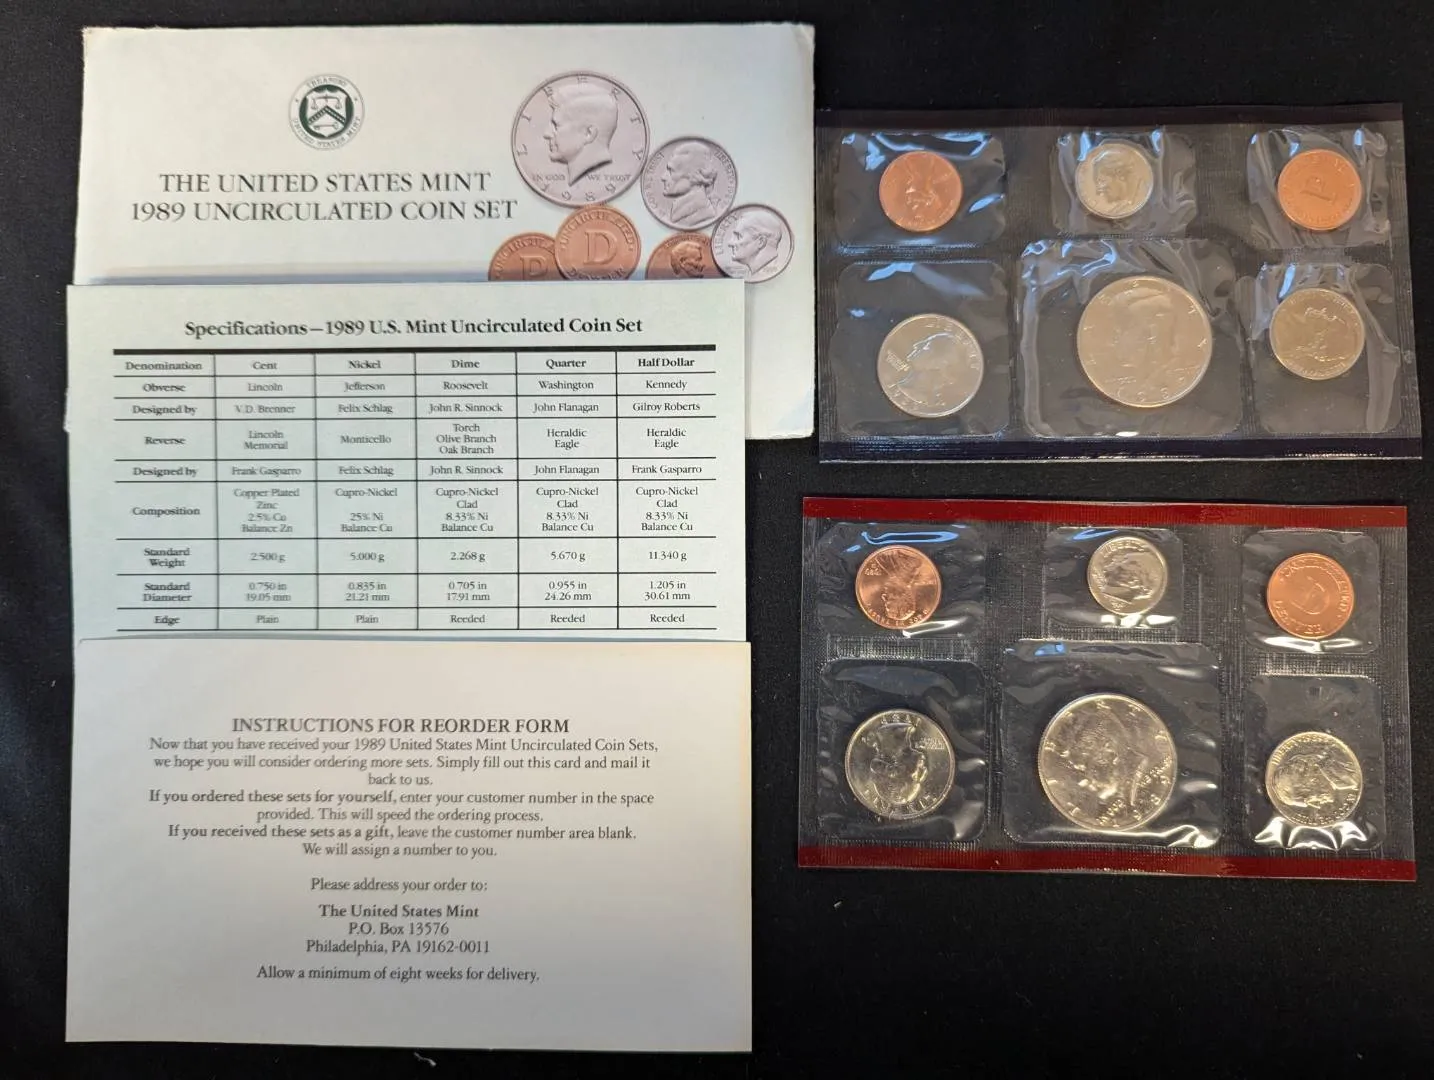 TREASURY
UNITED STATES MINT
THE UNITED STATES MINT
1989 UNCIRCULATED COIN SET
LIBERTY
IN GOD WE TRUST
1989
LIBERTY
UNCIRCULATED
P
UNCIRCULATED
D
DENVER
LIBERTY
Specifications—1989 U.S. Mint Uncirculated Coin Set
Denomination Cent Nickel Dime Quarter Half Dollar
Obverse Lincoln Jefferson Roosevelt Washington Kennedy
Designed by V.D. Brenner Felix Schlag John R. Sinnock John Flanagan Gilroy Roberts
Reverse Lincoln Memorial Monticello Torch Olive Branch Oak Branch Heraldic Eagle Heraldic Eagle
Designed by Frank Gasparro Felix Schlag John R. Sinnock John Flanagan Frank Gasparro
Composition Copper Plated Zinc 2.5% Cu Balance Zn Cupro-Nickel 25% Ni Balance Cu Cupro-Nickel Clad 8.33% Ni Balance Cu Cupro-Nickel Clad 8.33% Ni Balance Cu Cupro-Nickel Clad 8.33% Ni Balance Cu
Standard Weight 2.500 g 5.000 g 2.268 g 5.670 g 11.340 g
Standard Diameter 0.750 in 19.05 mm 0.835 in 21.21 mm 0.705 in 17.91 mm 0.955 in 24.26 mm 1.205 in 30.61 mm
Edge Plain Plain Reeded Reeded Reeded
INSTRUCTIONS FOR REORDER FORM
Now that you have received your 1989 United States Mint Uncirculated Coin Sets,
we hope you will consider ordering more sets. Simply fill out this card and mail it
back to us.
If you ordered these sets for yourself, enter your customer number in the space
provided. This will speed the ordering process.
If you received these sets as a gift, leave the customer number area blank.
We will assign a number to you.
Please address your order to:
The United States Mint
P.O. Box 13576
Philadelphia, PA 19162-0011
Allow a minimum of eight weeks for delivery.